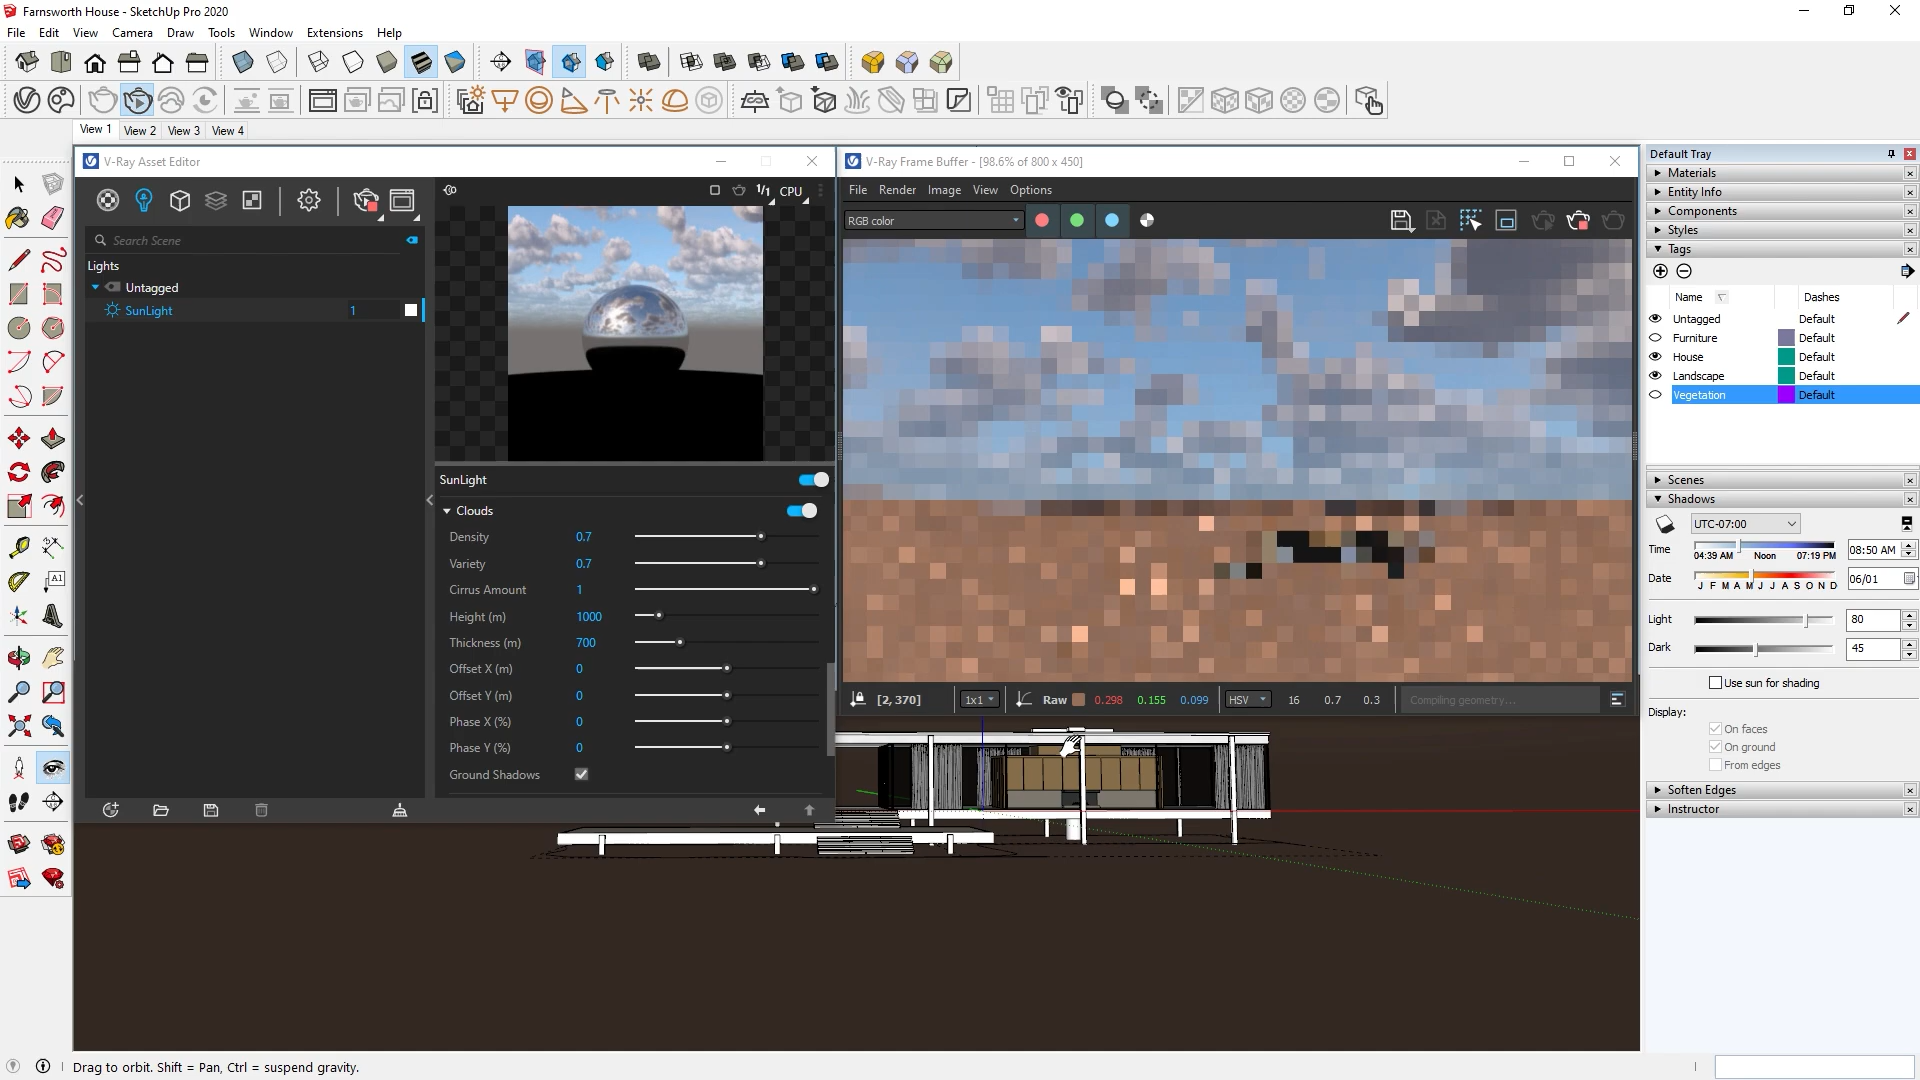 Farnsworth House - SketchUp Pro 2020
File Edit View Camera Draw Tools Window Extensions Help
View 1 View 2 View 3 View 4
V-Ray Asset Editor
1/1 CPU
Search Scene
Lights
Untagged
SunLight 1
SunLight
Clouds
Density 0.7
Variety 0.7
Cirrus Amount 1
Height (m) 1000
Thickness (m) 700
Offset X (m) 0
Offset Y (m) 0
Phase X (%) 0
Phase Y (%) 0
Ground Shadows
V-Ray Frame Buffer - [98.6% of 800 x 450]
File Render Image View Options
RGB color
[2, 370] 1x1 Raw 0.298 0.155 0.099 HSV 16 0.7 0.3 Compiling geometry...
A1
Default Tray
Materials
Entity Info
Components
Styles
Tags
Name Dashes
Untagged Default
Furniture Default
House Default
Landscape Default
Vegetation Default
Scenes
Shadows
UTC-07:00
Time 04:39 AM Noon 07:19 PM 08:50 AM
Date J F M A M J J A S O N D 06/01
Light 80
Dark 45
Use sun for shading
Display:
On faces
On ground
From edges
Soften Edges
Instructor
Drag to orbit. Shift = Pan, Ctrl = suspend gravity.